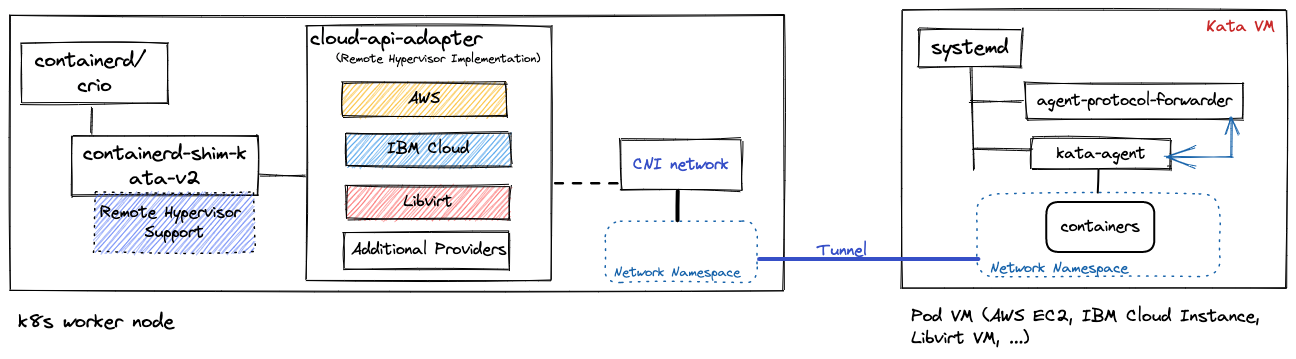 containerd/
crio
containerd-shim-k
ata-v2
Remote Hypervisor
Support
cloud-api-adapter
(Remote Hypervisor Implementation)
AWS
IBM Cloud
Libvirt
Additional Providers
CNI network
Network Namespace
k8s worker node
Tunnel
Kata VM
systemd
agent-protocol-forwarder
kata-agent
containers
Network Namespace
Pod VM (AWS EC2, IBM Cloud Instance,
Libvirt VM, ...)